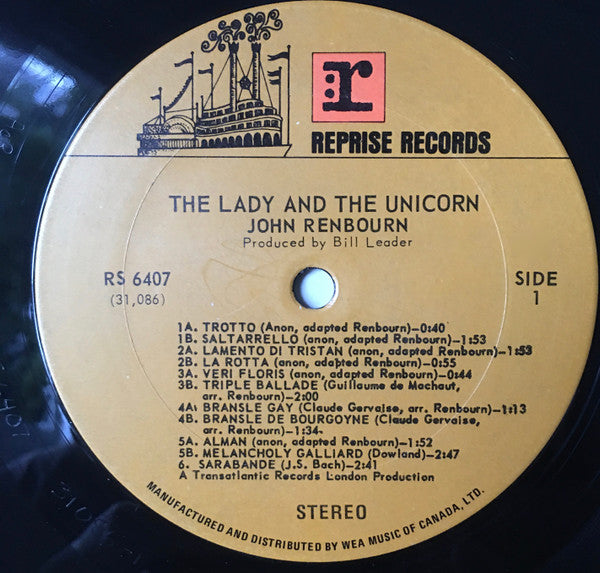 r
REPRISE RECORDS
THE LADY AND THE UNICORN
JOHN RENBOURN
Produced by Bill Leader
RS 6407
(31,086)
SIDE
1
1A. TROTTO (Anon, adapted Renbourn)—0:40
1B. SALTARRELLO (anon, adapted Renbourn)—1:53
2A. LAMENTO DI TRISTAN (anon, adapted Renbourn)—1:53
2B. LA ROTTA (anon, adapted Renbourn)—0:55
3A. VERI FLORIS (anon, adapted Renbourn)—0:44
3B. TRIPLE BALLADE (Guillaume de Machaut,
arr. Renbourn)—2:00
4A: BRANSLE GAY (Claude Gervaise, arr. Renbourn)—1:13
4B. BRANSLE DE BOURGOYNE (Claude Gervaise,
arr. Renbourn)—1:34-
5A. ALMAN (anon, adapted Renbourn)—1:52
5B. MELANCHOLY GALLIARD (Dowland)—2:47
6. SARABANDE (J.S. Bach)—2:41
A Transatlantic Records London Production
STEREO
MANUFACTURED AND DISTRIBUTED BY WEA MUSIC OF CANADA, LTD.